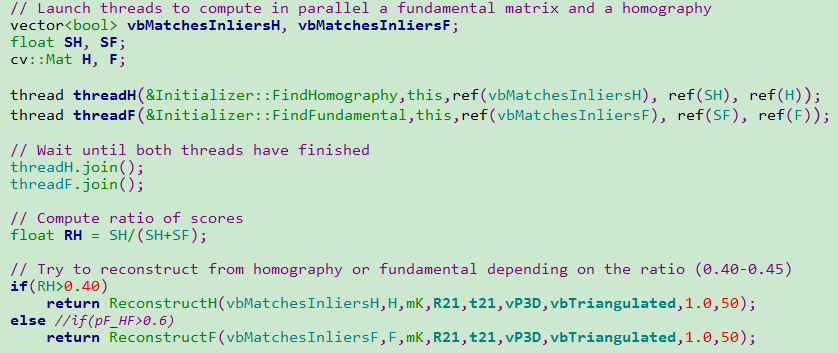 // Launch threads to compute in parallel a fundamental matrix and a homography
vector<bool> vbMatchesInliersH, vbMatchesInliersF;
float SH, SF;
cv::Mat H, F;
thread threadH(&Initializer::FindHomography,this,ref(vbMatchesInliersH), ref(SH), ref(H));
thread threadF(&Initializer::FindFundamental,this,ref(vbMatchesInliersF), ref(SF), ref(F));
// Wait until both threads have finished
threadH.join();
threadF.join();
// Compute ratio of scores
float RH = SH/(SH+SF);
// Try to reconstruct from homography or fundamental depending on the ratio (0.40-0.45)
if(RH>0.40)
return ReconstructH(vbMatchesInliersH,H,mK,R21,t21,vP3D,vbTriangulated,1.0,50);
else //if(pF_HF>0.6)
return ReconstructF(vbMatchesInliersF,F,mK,R21,t21,vP3D,vbTriangulated,1.0,50);